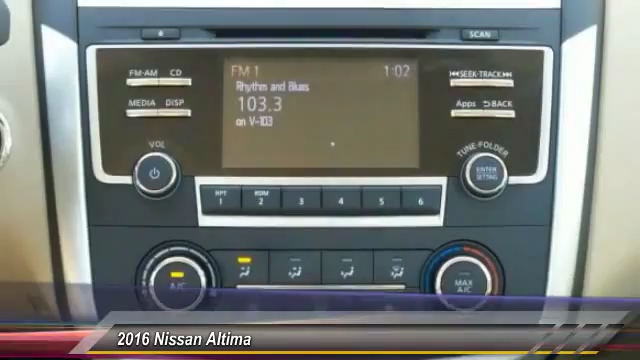 SCAN
FM-AM CD
MEDIA DISP
FM 1 1:02
Rhythm and Blues
103.3
on V-103
SEEK-TRACK
Apps BACK
VOL
TUNE-FOLDER
ENTER
SETTING
RPT RDM
1 2 3 4 5 6
A/C
MAX
A/C
2016 Nissan Altima